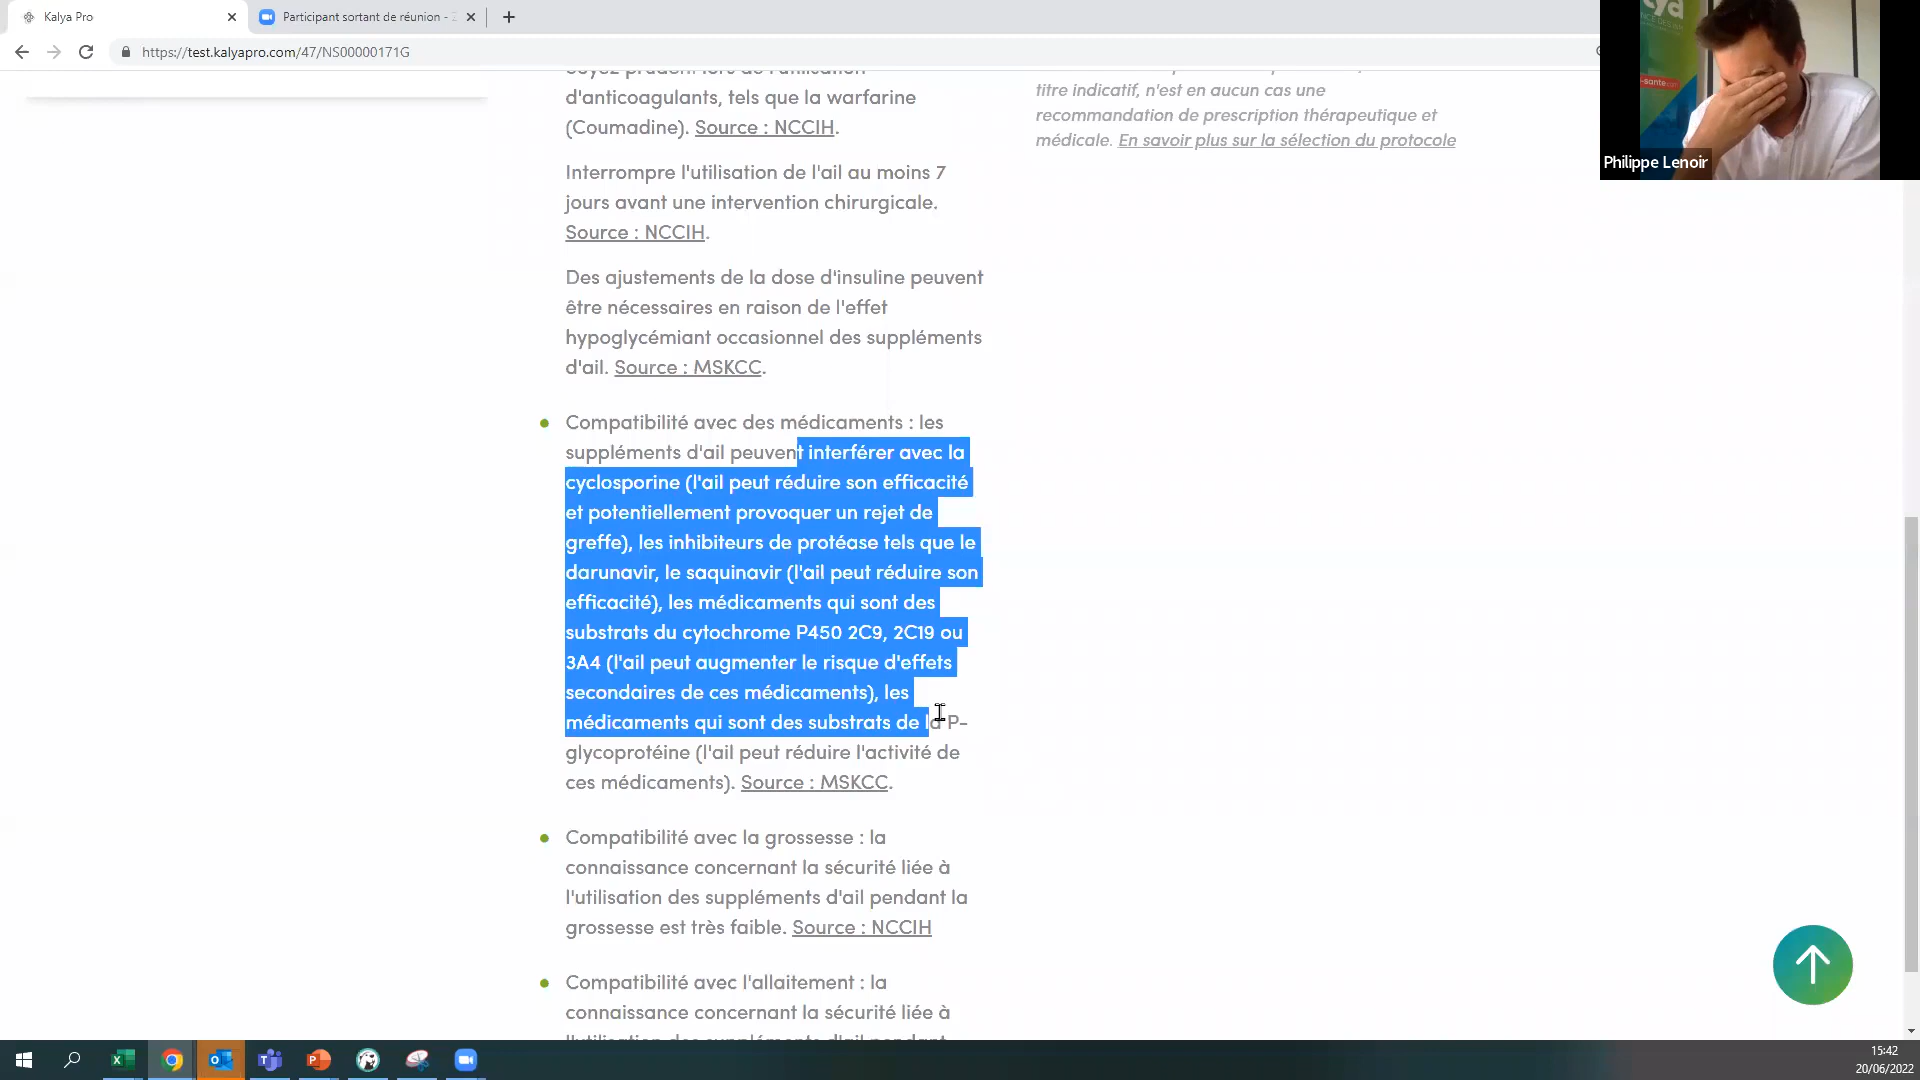 Kalya Pro
Participant sortant de réunion -
https://test.kalyapro.com/47/NS00000171G
Soyez prudent lors de l'utilisation
d'anticoagulants, tels que la warfarine
(Coumadine). Source : NCCIH.
Interrompre l'utilisation de l'ail au moins 7
jours avant une intervention chirurgicale.
Source : NCCIH.
Des ajustements de la dose d'insuline peuvent
être nécessaires en raison de l'effet
hypoglycémiant occasionnel des suppléments
d'ail. Source : MSKCC.
Compatibilité avec des médicaments : les
suppléments d'ail peuvent interférer avec la
cyclosporine (l'ail peut réduire son efficacité
et potentiellement provoquer un rejet de
greffe), les inhibiteurs de protéase tels que le
darunavir, le saquinavir (l'ail peut réduire son
efficacité), les médicaments qui sont des
substrats du cytochrome P450 2C9, 2C19 ou
3A4 (l'ail peut augmenter le risque d'effets
secondaires de ces médicaments), les
médicaments qui sont des substrats de la P-
glycoprotéine (l'ail peut réduire l'activité de
ces médicaments). Source : MSKCC.
Compatibilité avec la grossesse : la
connaissance concernant la sécurité liée à
l'utilisation des suppléments d'ail pendant la
grossesse est très faible. Source : NCCIH
Compatibilité avec l'allaitement : la
connaissance concernant la sécurité liée à
l'utilisation des suppléments d'ail pendant
titre indicatif, n'est en aucun cas une
recommandation de prescription thérapeutique et
médicale. En savoir plus sur la sélection du protocole
Philippe Lenoir
15:42
20/06/2022